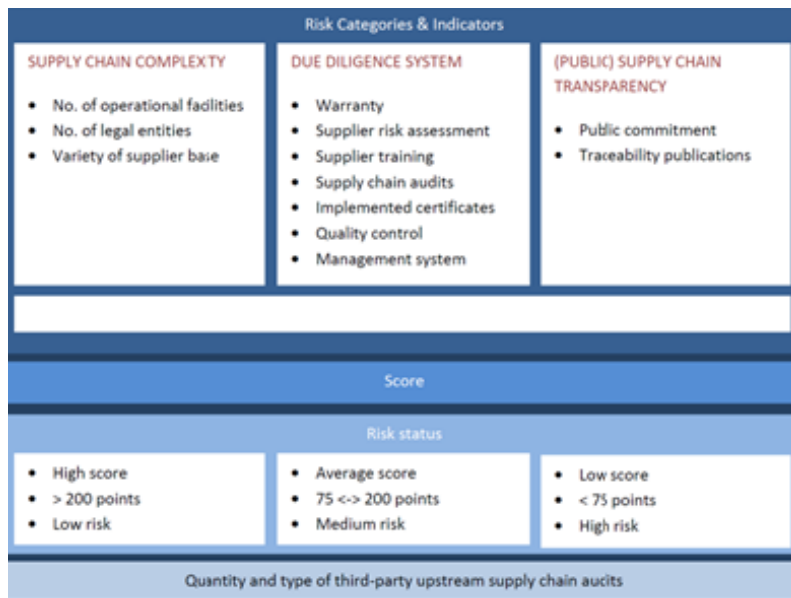 Risk Categories & Indicators
SUPPLY CHAIN COMPLEXTY
• No. of operational facilities
• No. of legal entities
• Variety of supplier base
DUE DILIGENCE SYSTEM
• Warranty
• Supplier risk assessment
• Supplier training
• Supply chain audits
• Implemented certificates
• Quality control
• Management system
(PUBLIC) SUPPLY CHAIN
TRANSPARENCY
• Public commitment
• Traceability publications
Score
Risk status
• High score
• > 200 points
• Low risk
• Average score
• 75 <-> 200 points
• Medium risk
• Low score
• < 75 points
• High risk
Quantity and type of third-party upstream supply chain audits